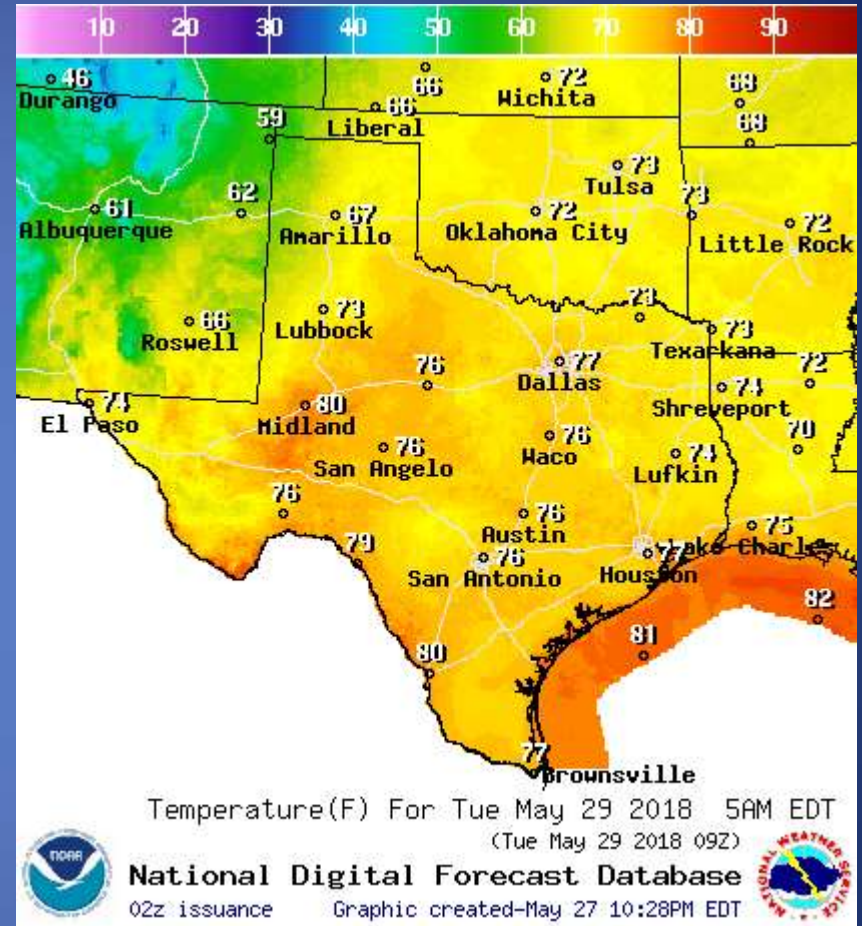 10 20 30 40 50 60 70 80 90
46 66 72 69
Durango Wichita
66
59 Liberal 68
73
Tulsa
61 62 67 72 73 72
Albuquerque Amarillo Oklahoma City Little Rock
66 73 73 73
Roswell Lubbock Texarkana
76 77 74 72
Dallas Shreveport
74 80
El Paso Midland
76 76 74 70
San Angelo Waco Lufkin
76 76 75
Austin Lake Charles
79 76 77
San Antonio Houston
82
80 81
77
Brownsville
Temperature(F) For Tue May 29 2018 5AM EDT
(Tue May 29 2018 09Z)
NOAA
NATIONAL WEATHER SERVICE
National Digital Forecast Database
02z issuance Graphic created-May 27 10:28PM EDT